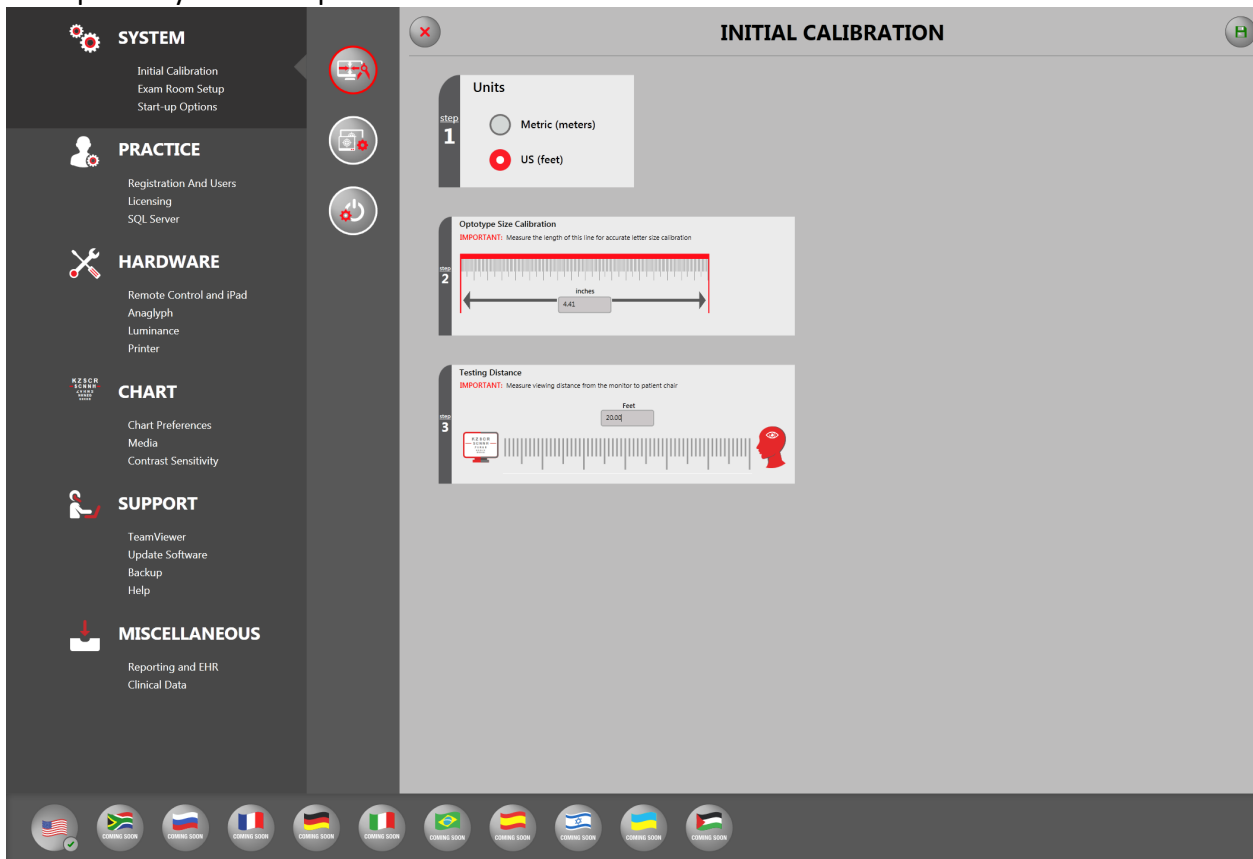 SYSTEM
Initial Calibration
Exam Room Setup
Start-up Options
PRACTICE
Registration And Users
Licensing
SQL Server
HARDWARE
Remote Control and iPad
Anaglyph
Luminance
Printer
KZSCR
SCNHH
CHART
Chart Preferences
Media
Contrast Sensitivity
SUPPORT
TeamViewer
Update Software
Backup
Help
MISCELLANEOUS
Reporting and EHR
Clinical Data
INITIAL CALIBRATION
step
1
Units
Metric (meters)
US (feet)
step
2
Optotype Size Calibration
IMPORTANT: Measure the length of this line for accurate letter size calibration
inches
4.41
step
3
Testing Distance
IMPORTANT: Measure viewing distance from the monitor to patient chair
Feet
20.00
KZSCR
COMING SOON
COMING SOON
COMING SOON
COMING SOON
COMING SOON
COMING SOON
COMING SOON
COMING SOON
COMING SOON
COMING SOON